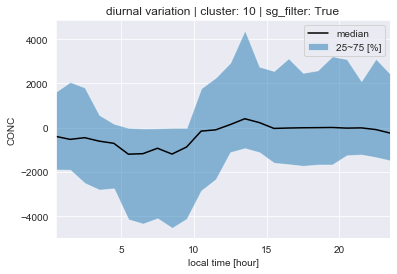 diurnal variation | cluster: 10 | sg_filter: True
median
25~75 [%]
CONC
4000
2000
0
−2000
−4000
5
10
15
20
local time [hour]